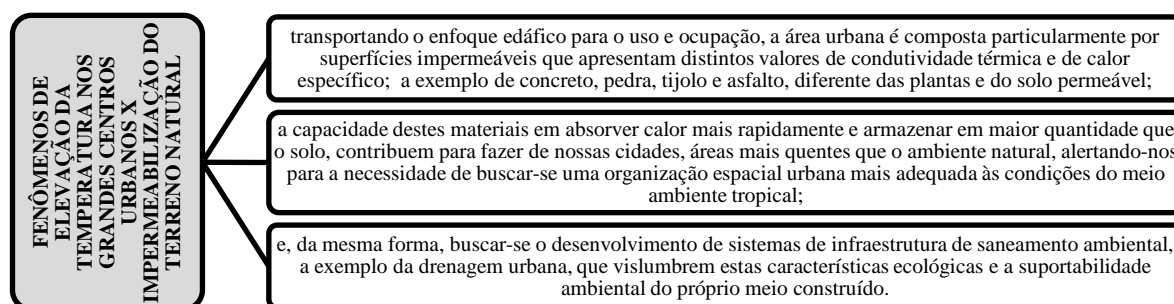 FENÔMENOS DE
ELEVAÇÃO DA
TEMPERATURA NOS
GRANDES CENTROS
URBANOS X
IMPERMEABILIZAÇÃO DO
TERRENO NATURAL
transportando o enfoque edáfico para o uso e ocupação, a área urbana é composta particularmente por
superfícies impermeáveis que apresentam distintos valores de condutividade térmica e de calor
específico; a exemplo de concreto, pedra, tijolo e asfalto, diferente das plantas e do solo permeável;
a capacidade destes materiais em absorver calor mais rapidamente e armazenar em maior quantidade que
o solo, contribuem para fazer de nossas cidades, áreas mais quentes que o ambiente natural, alertando-nos
para a necessidade de buscar-se uma organização espacial urbana mais adequada às condições do meio
ambiente tropical;
e, da mesma forma, buscar-se o desenvolvimento de sistemas de infraestrutura de saneamento ambiental,
a exemplo da drenagem urbana, que vislumbrem estas características ecológicas e a suportabilidade
ambiental do próprio meio construído.